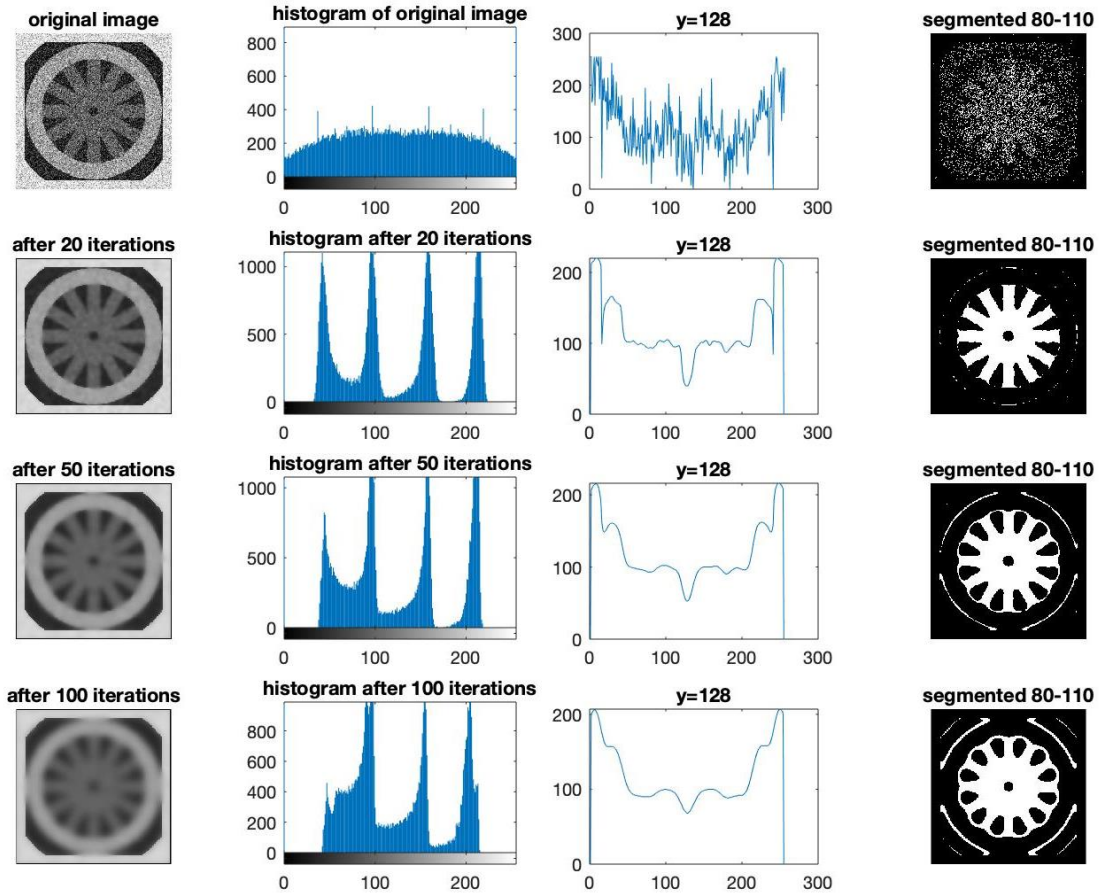 original image
histogram of original image
y=128
segmented 80-110
800
600
400
200
0
0 100 200
300
250
200
150
100
50
0
0 100 200 300
after 20 iterations
histogram after 20 iterations
y=128
segmented 80-110
1000
500
0
0 100 200
200
100
0
0 100 200 300
after 50 iterations
histogram after 50 iterations
y=128
segmented 80-110
1000
500
0
0 100 200
200
100
0
0 100 200 300
after 100 iterations
histogram after 100 iterations
y=128
segmented 80-110
800
600
400
200
0
0 100 200
200
100
0
0 100 200 300